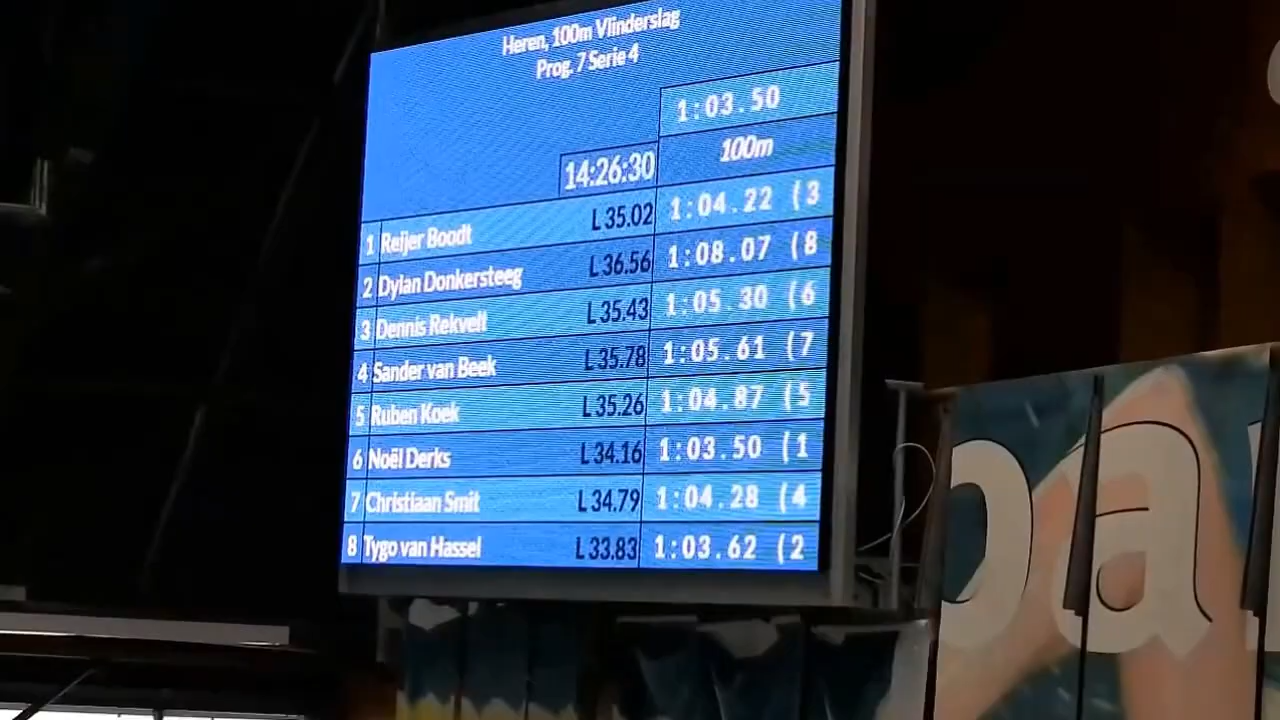 Heren, 100m Vlinderslag
Prog. 7 Serie 4
1:03.50
14:26:30 100m
1 Reijer Boodt L 35.02 1:04.22 (3
2 Dylan Donkersteeg L 36.56 1:08.07 (8
3 Dennis Rekvelt L 35.43 1:05.30 (6
4 Sander van Beek L 35.78 1:05.61 (7
5 Ruben Koek L 35.26 1:04.87 (5
6 Noël Derks L 34.16 1:03.50 (1
7 Christiaan Smit L 34.79 1:04.28 (4
8 Tygo van Hassel L 33.83 1:03.62 (2